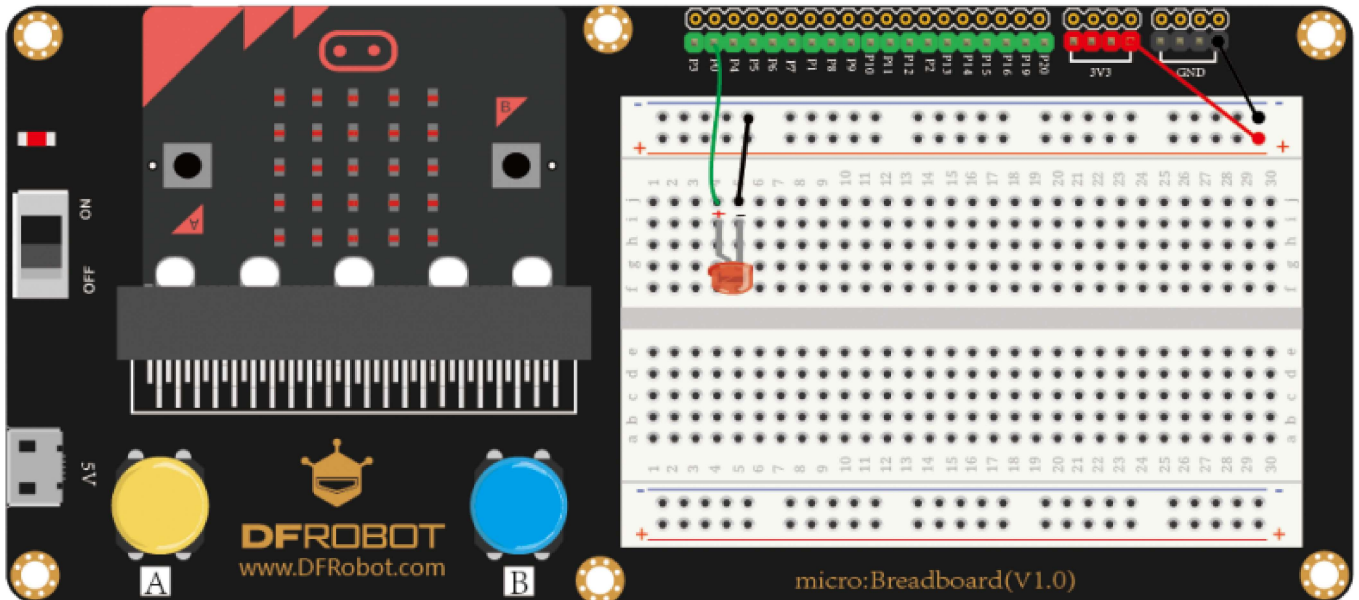 P3 P0 P4 P5 P6 P7 P1 P8 P9 P10 P11 P12 P2 P13 P14 P15 P16 P19 P20
3V3 GND
B
A
ON
OFF
- -
+ +
1 2 3 4 5 6 7 8 9 10 11 12 13 14 15 16 17 18 19 20 21 22 23 24 25 26 27 28 29 30
j j
+ -
i i
h h
g g
f f
e e
d d
c c
b b
a a
1 2 3 4 5 6 7 8 9 10 11 12 13 14 15 16 17 18 19 20 21 22 23 24 25 26 27 28 29 30
- -
+ +
5V
DFROBOT
www.DFRobot.com
A
B
micro:Breadboard(V1.0)